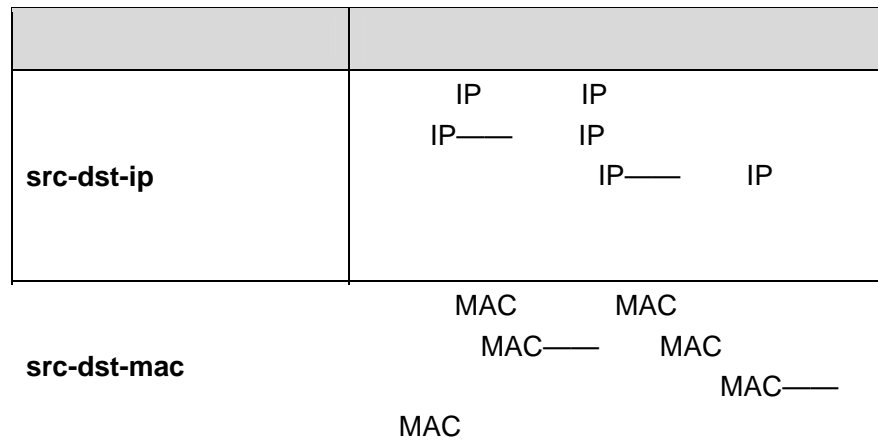 src-dst-ip
IP IP
IP—— IP
IP—— IP
src-dst-mac
MAC MAC
MAC—— MAC
MAC——
MAC